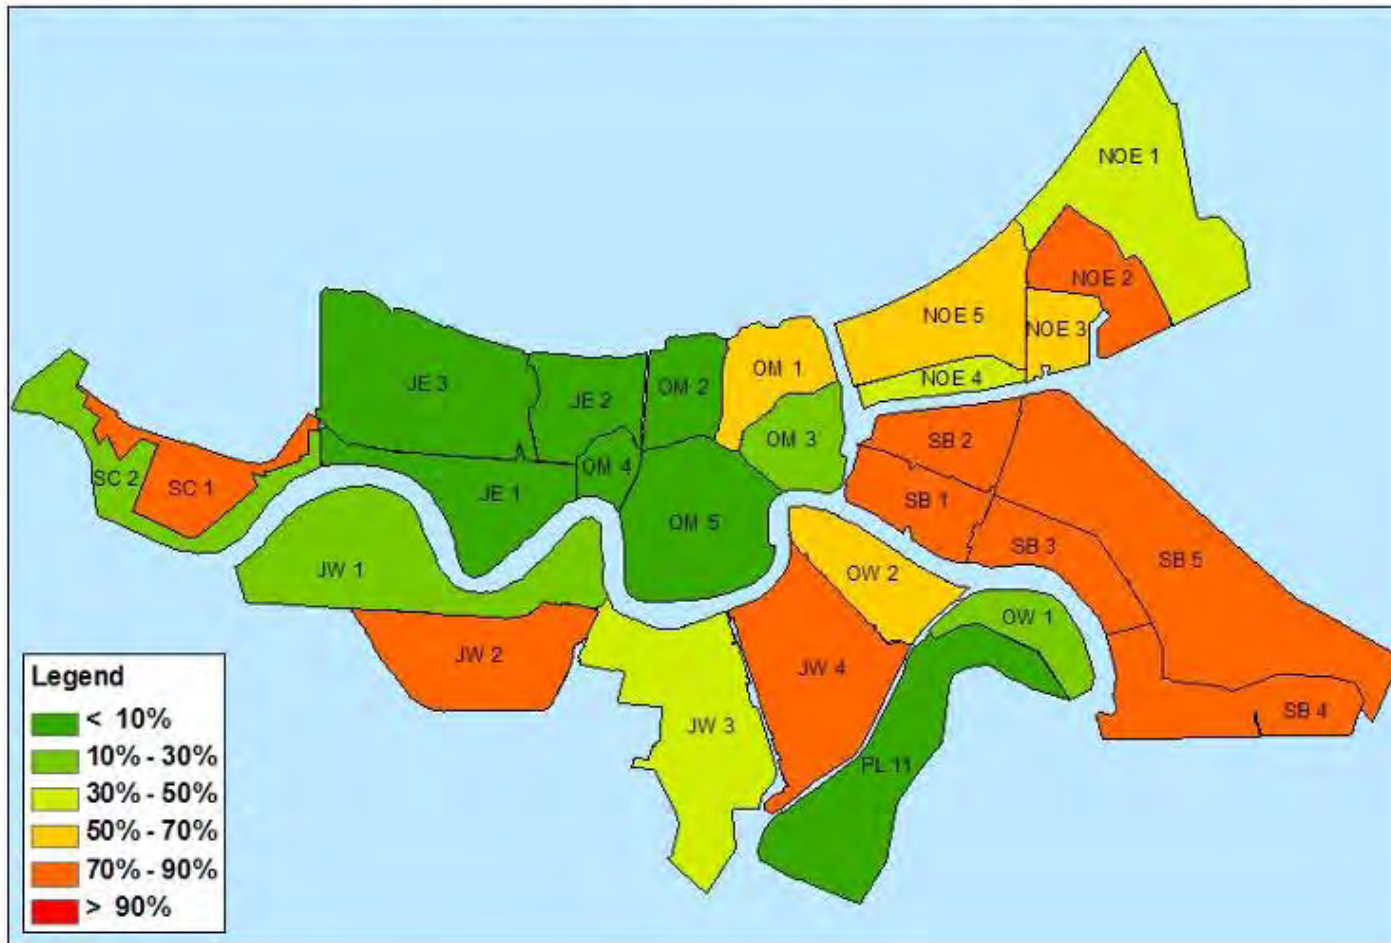 NOE 1
NOE 2
NOE 5
NOE 3
NOE 4
OM 1
OM 2
JE 3
JE 2
OM 3
SB 2
OM 4
SC 2
SC 1
JE 1
SB 1
OM 5
SB 3
SB 5
JW 1
OW 2
OW 1
JW 2
JW 4
SB 4
JW 3
PL 11
Legend
< 10%
10% - 30%
30% - 50%
50% - 70%
70% - 90%
> 90%